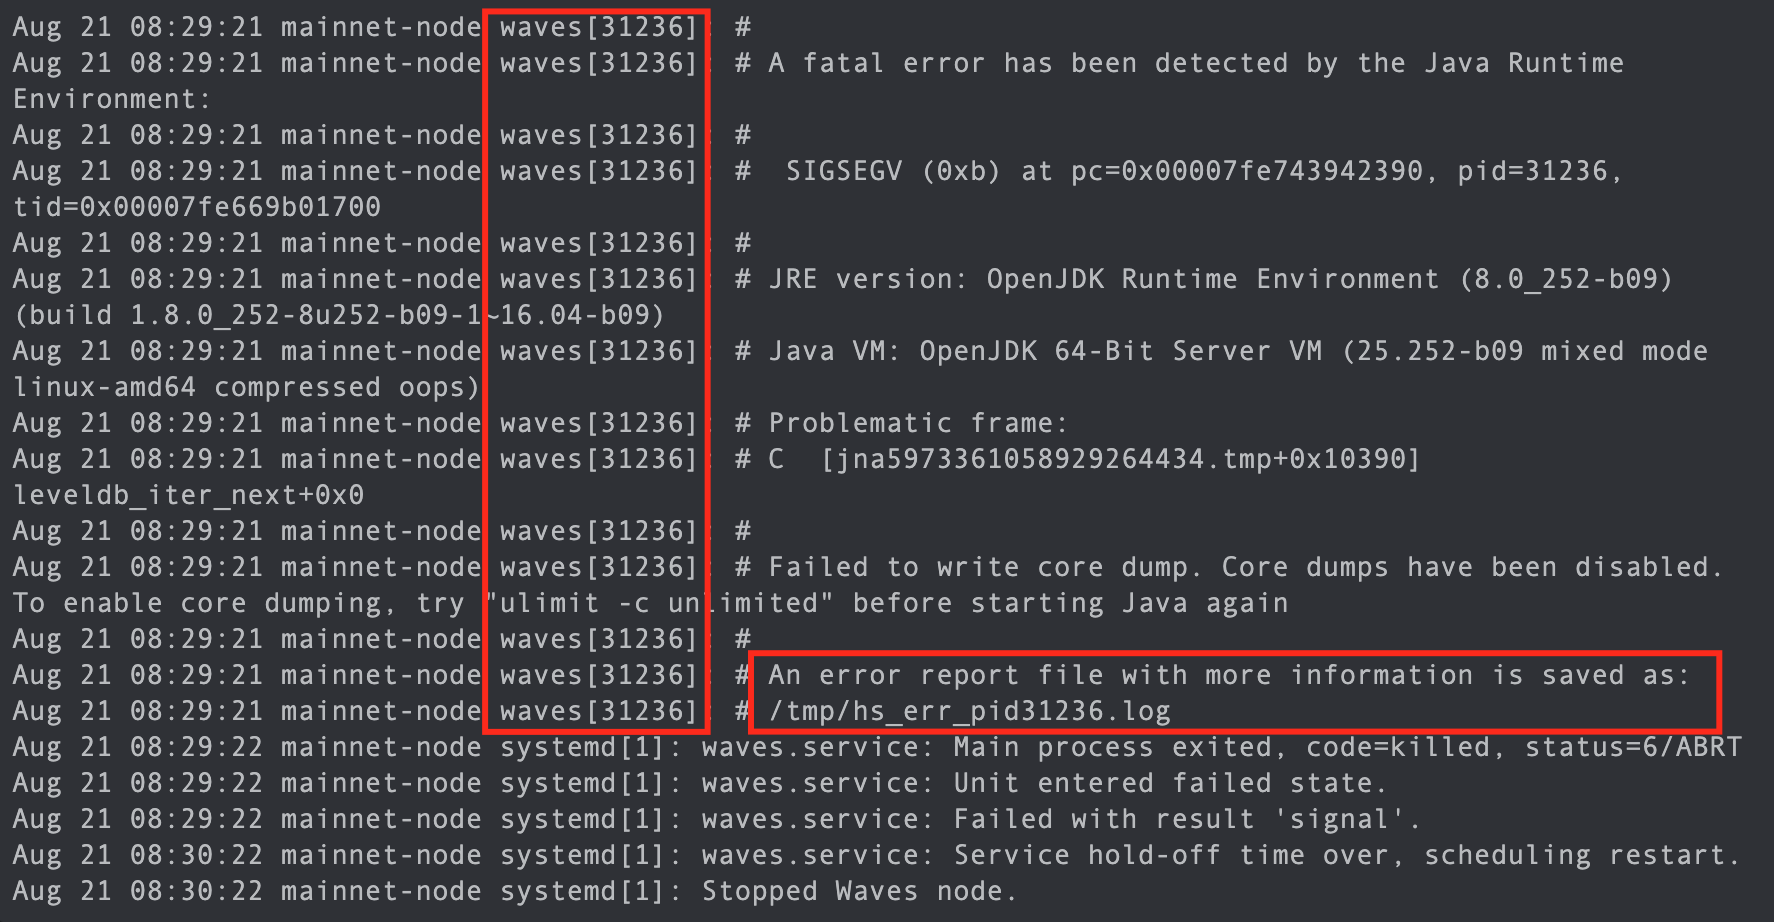 Aug 21 08:29:21 mainnet-node waves[31236]: #
Aug 21 08:29:21 mainnet-node waves[31236]: # A fatal error has been detected by the Java Runtime
Environment:
Aug 21 08:29:21 mainnet-node waves[31236]: #
Aug 21 08:29:21 mainnet-node waves[31236]: #  SIGSEGV (0xb) at pc=0x00007fe743942390, pid=31236,
tid=0x00007fe669b01700
Aug 21 08:29:21 mainnet-node waves[31236]: #
Aug 21 08:29:21 mainnet-node waves[31236]: # JRE version: OpenJDK Runtime Environment (8.0_252-b09)
(build 1.8.0_252-8u252-b09-1~16.04-b09)
Aug 21 08:29:21 mainnet-node waves[31236]: # Java VM: OpenJDK 64-Bit Server VM (25.252-b09 mixed mode
linux-amd64 compressed oops)
Aug 21 08:29:21 mainnet-node waves[31236]: # Problematic frame:
Aug 21 08:29:21 mainnet-node waves[31236]: # C  [jna5973361058929264434.tmp+0x10390]
leveldb_iter_next+0x0
Aug 21 08:29:21 mainnet-node waves[31236]: #
Aug 21 08:29:21 mainnet-node waves[31236]: # Failed to write core dump. Core dumps have been disabled.
To enable core dumping, try "ulimit -c unlimited" before starting Java again
Aug 21 08:29:21 mainnet-node waves[31236]: #
Aug 21 08:29:21 mainnet-node waves[31236]: # An error report file with more information is saved as:
Aug 21 08:29:21 mainnet-node waves[31236]: # /tmp/hs_err_pid31236.log
Aug 21 08:29:22 mainnet-node systemd[1]: waves.service: Main process exited, code=killed, status=6/ABRT
Aug 21 08:29:22 mainnet-node systemd[1]: waves.service: Unit entered failed state.
Aug 21 08:29:22 mainnet-node systemd[1]: waves.service: Failed with result 'signal'.
Aug 21 08:30:22 mainnet-node systemd[1]: waves.service: Service hold-off time over, scheduling restart.
Aug 21 08:30:22 mainnet-node systemd[1]: Stopped Waves node.